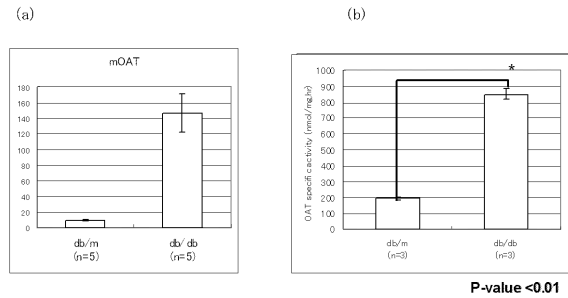 (a)
mOAT
180
160
140
120
100
80
60
40
20
0
db/m
(n=5)
db/db
(n=5)
(b)
*
OAT specific activity (nmol/mg.hr)
1000
900
800
700
600
500
400
300
200
100
0
db/m
(n=3)
db/db
(n=3)
P-value <0.01